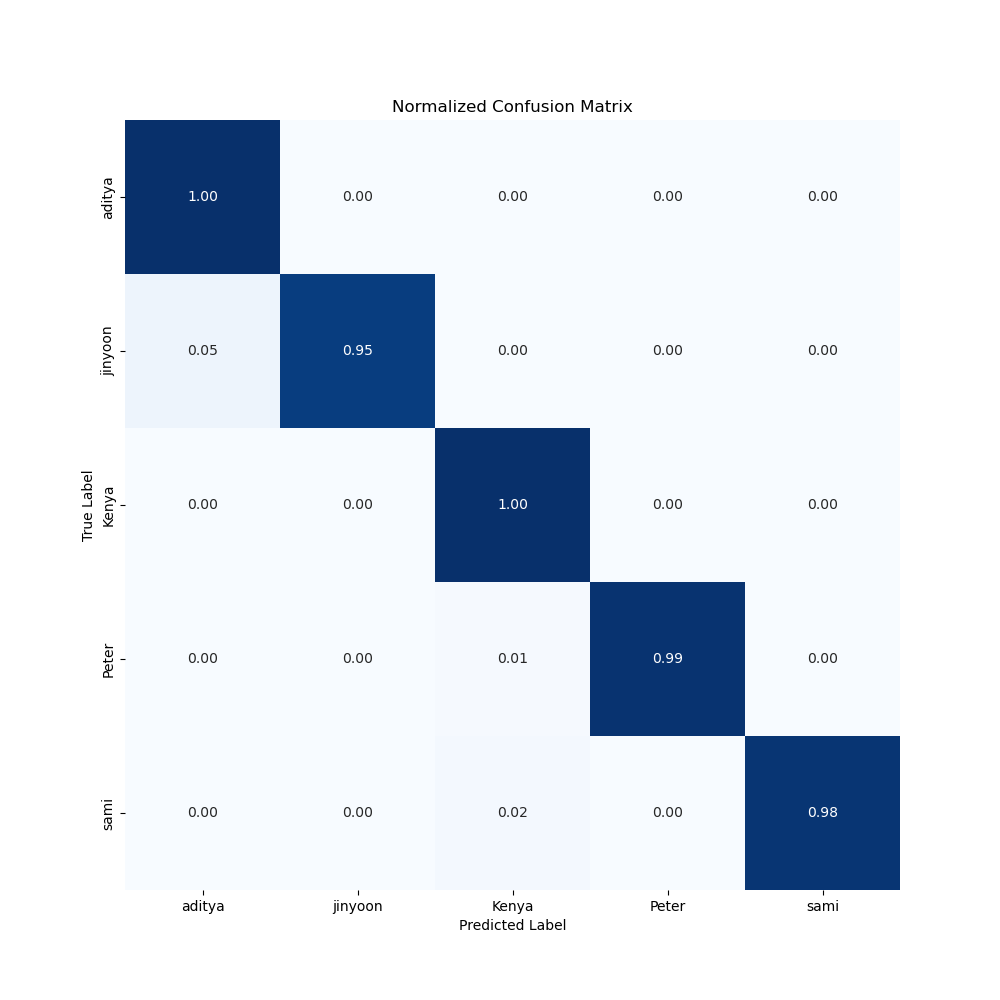 Normalized Confusion Matrix
aditya 1.00 0.00 0.00 0.00 0.00
jinyoon 0.05 0.95 0.00 0.00 0.00
True Label
Kenya 0.00 0.00 1.00 0.00 0.00
Peter 0.00 0.00 0.01 0.99 0.00
sami 0.00 0.00 0.02 0.00 0.98
aditya jinyoon Kenya Peter sami
Predicted Label